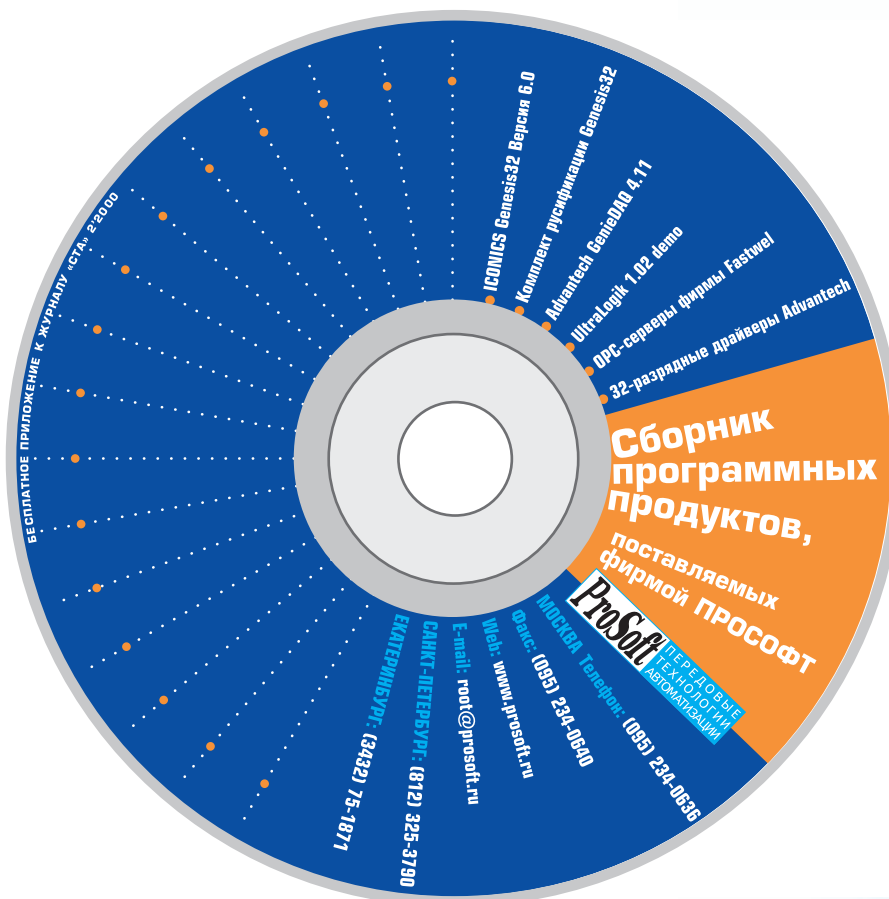 БЕСПЛАТНОЕ ПРИЛОЖЕНИЕ К ЖУРНАЛУ «СТА» 2'2000
ICONICS Genesis32 Версия 6.0
Комплект русификации Genesis32
Advantech GenieDAQ 4.11
UltraLogik 1.02 demo
OPC-серверы фирмы Fastwel
32-разрядные драйверы Advantech
Сборник
программных
продуктов,
поставляемых
фирмой ПРОСОФТ
ProSoft
ПЕРЕДОВЫЕ
ТЕХНОЛОГИИ
АВТОМАТИЗАЦИИ
МОСКВА Телефон: (095) 234-0636
Факс: (095) 234-0640
Web: www.prosoft.ru
E-mail: root@prosoft.ru
САНКТ-ПЕТЕРБУРГ: (812) 325-3790
ЕКАТЕРИНБУРГ: (3432) 75-1871